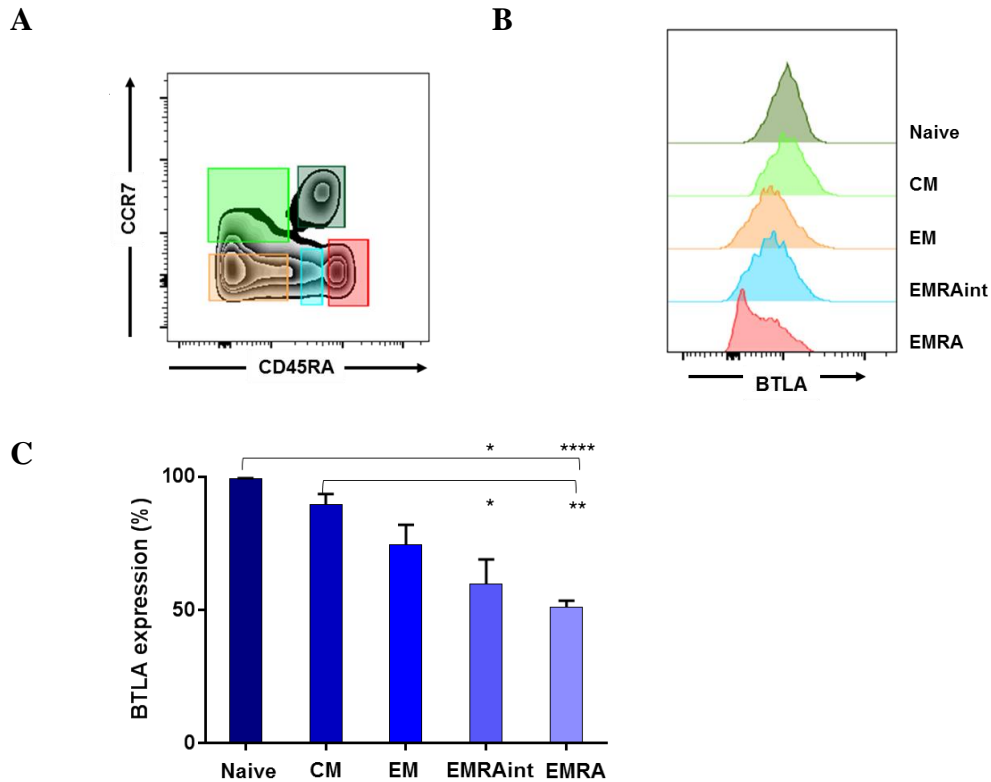 A
B
CCR7
CD45RA
Naive
CM
EM
EMRAint
EMRA
BTLA
C
* ****
100
* **
50
0
BTLA expression (%)
Naive CM EM EMRAint EMRA